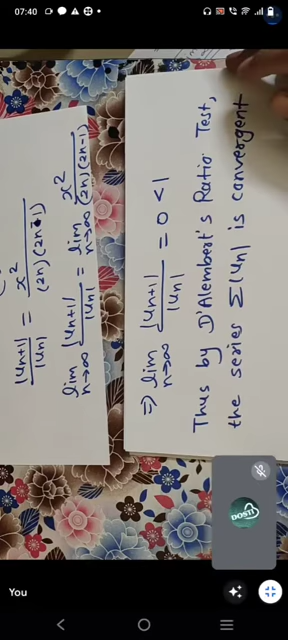 07:40
|Un+1| / |Un| = x² / (2n)(2n-1)
lim n→∞ |Un+1| / |Un| = lim n→∞ x² / (2n)(2n-1)
⇒ lim n→∞ |Un+1| / |Un| = 0 < 1
Thus by D'Alembert's Ratio Test,
the series Σ|Un| is convergent
DOSTI
You